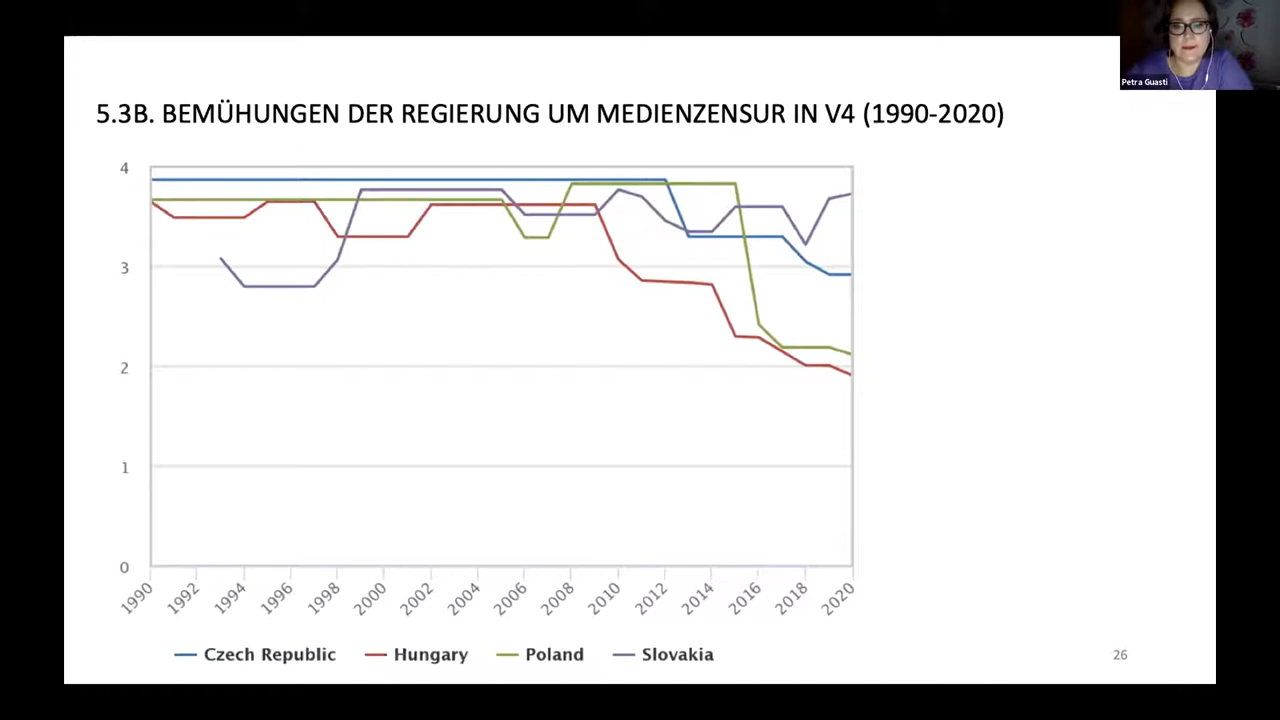 Petra Guasti
5.3B. BEMÜHUNGEN DER REGIERUNG UM MEDIENZENSUR IN V4 (1990-2020)
4
3
2
1
0
1990 1992 1994 1996 1998 2000 2002 2004 2006 2008 2010 2012 2014 2016 2018 2020
Czech Republic Hungary Poland Slovakia
26